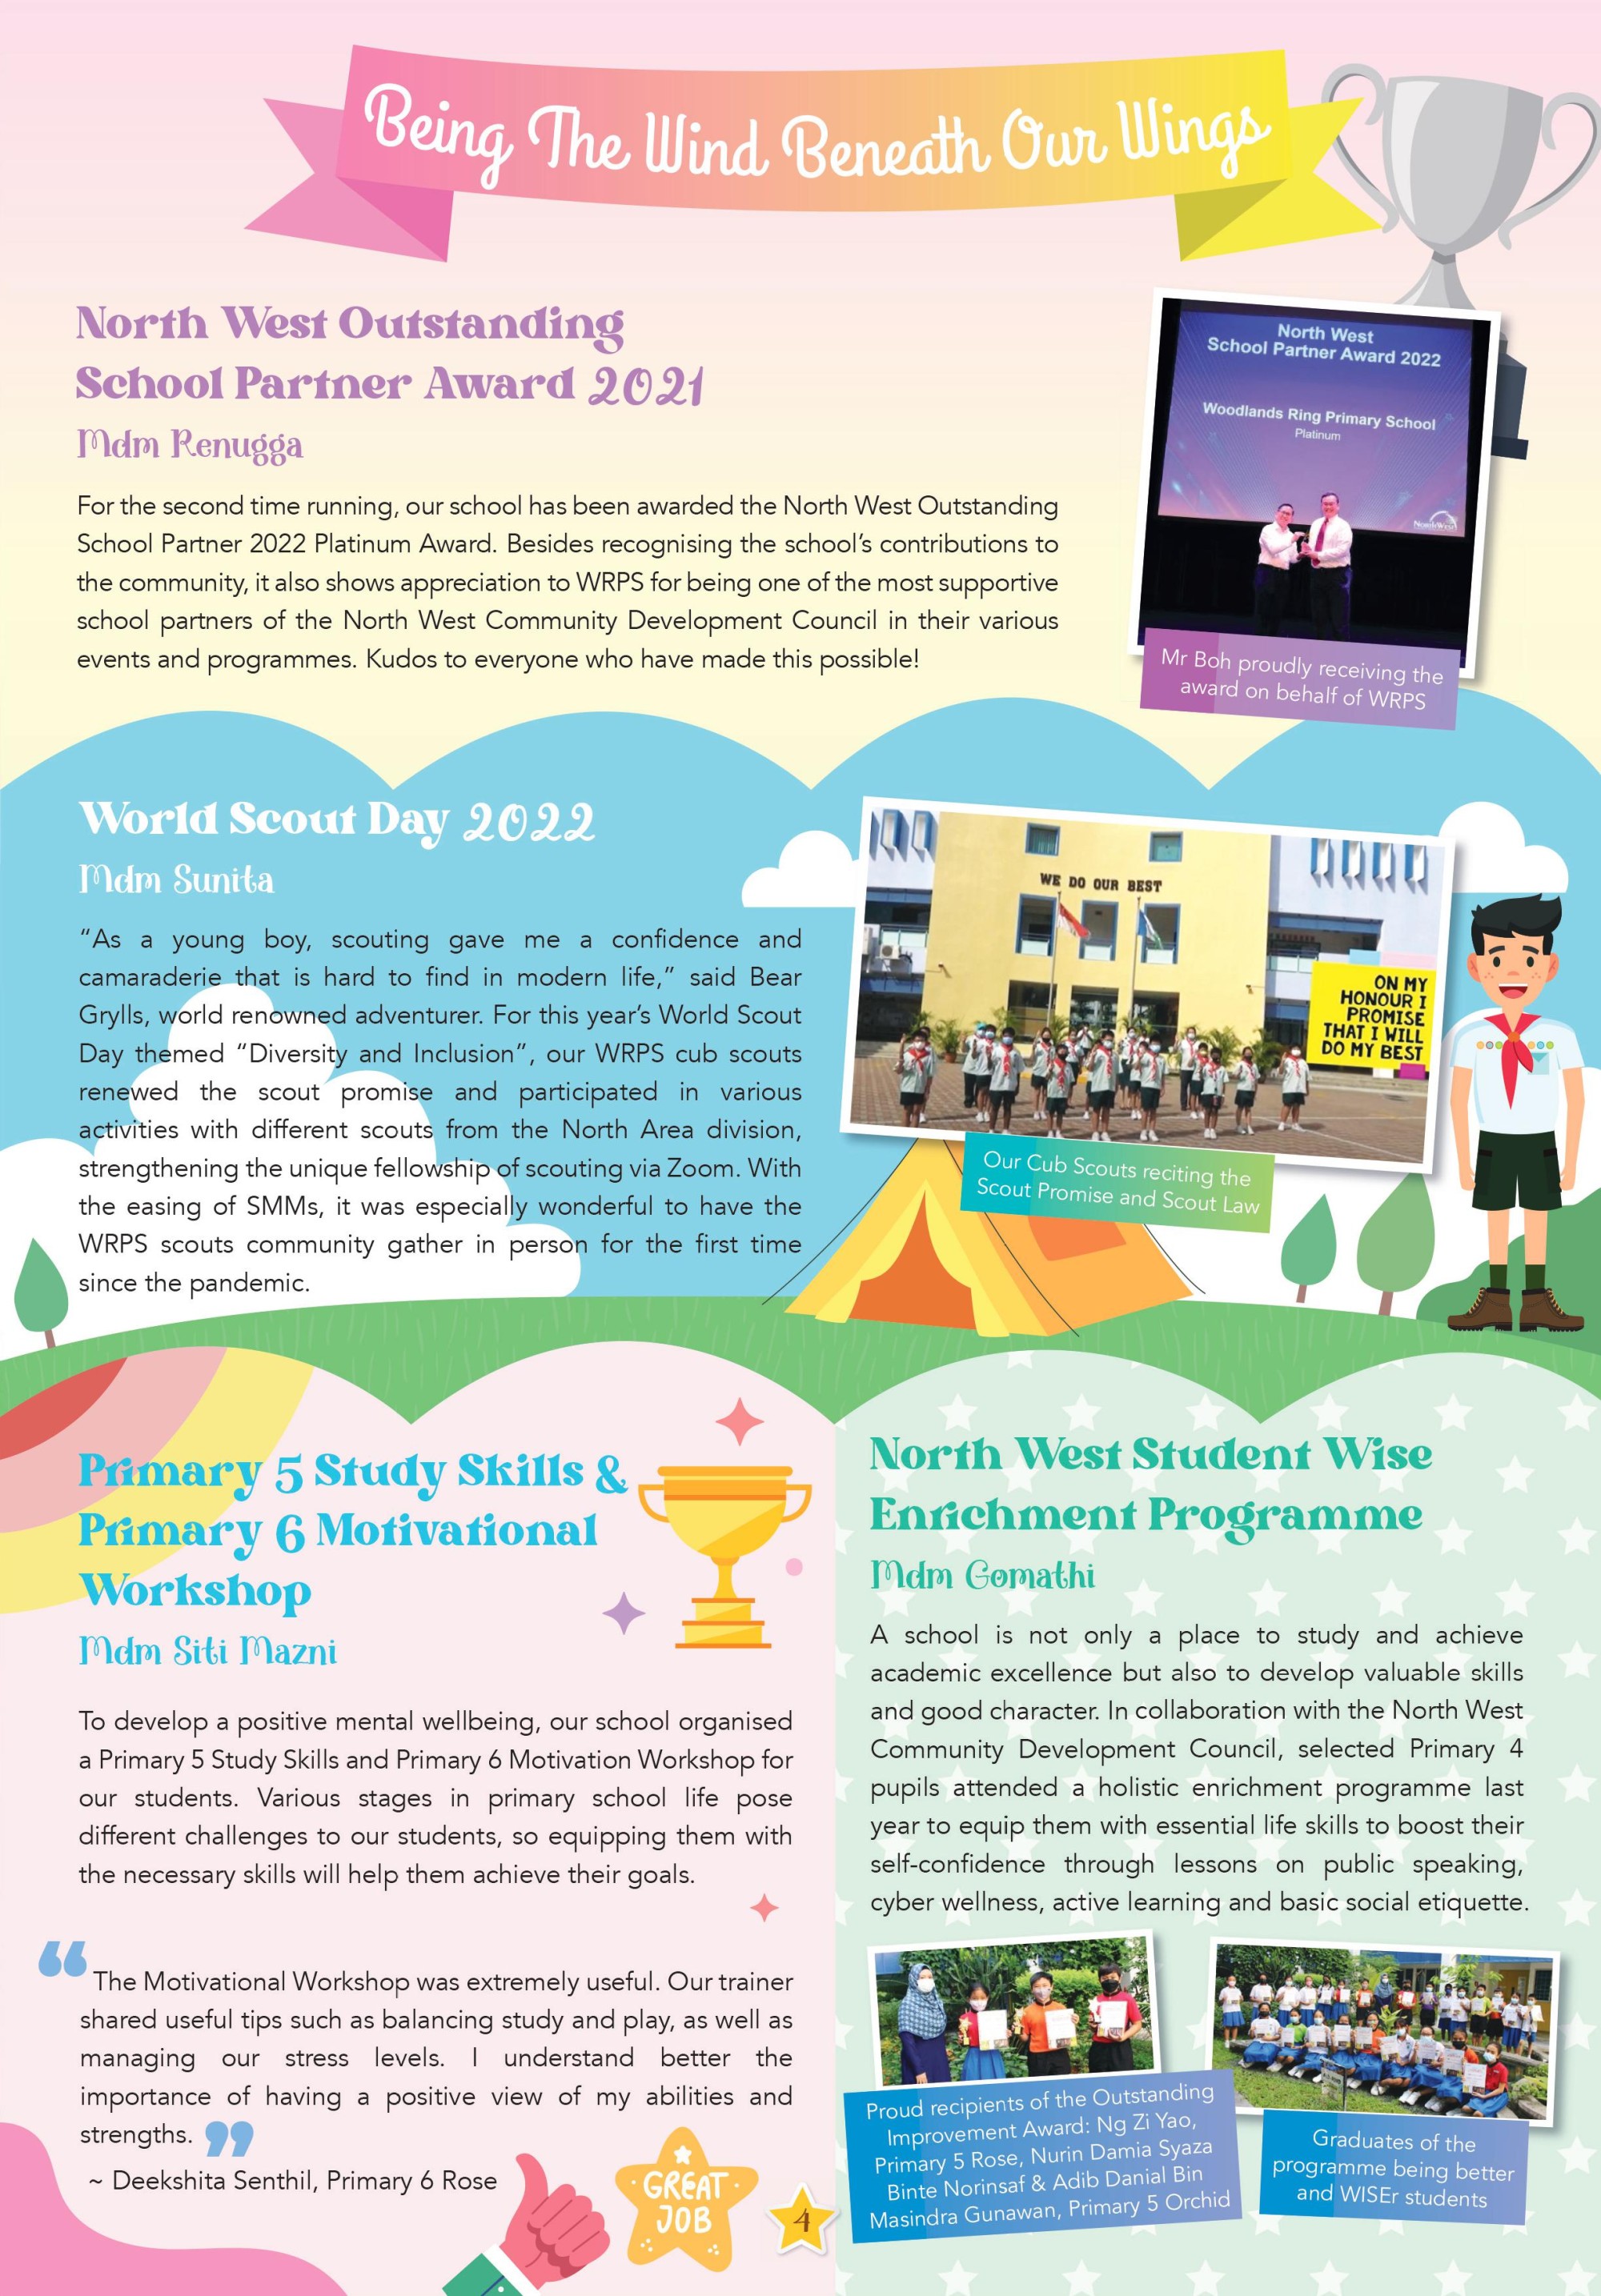 Being The Wind Beneath Our Wings
North West Outstanding
School Partner Award 2021
Mdm Renugga
For the second time running, our school has been awarded the North West Outstanding
School Partner 2022 Platinum Award. Besides recognising the school's contributions to
the community, it also shows appreciation to WRPS for being one of the most supportive
school partners of the North West Community Development Council in their various
events and programmes. Kudos to everyone who have made this possible!
North West
School Partner Award 2022
Woodlands Ring Primary School
Platinum
NorthWest
Mr Boh proudly receiving the
award on behalf of WRPS
World Scout Day 2022
Mdm Sunita
“As a young boy, scouting gave me a confidence and
camaraderie that is hard to find in modern life,” said Bear
Grylls, world renowned adventurer. For this year's World Scout
Day themed “Diversity and Inclusion”, our WRPS cub scouts
renewed the scout promise and participated in various
activities with different scouts from the North Area division,
strengthening the unique fellowship of scouting via Zoom. With
the easing of SMMs, it was especially wonderful to have the
WRPS scouts community gather in person for the first time
since the pandemic.
WE DO OUR BEST
ON MY
HONOUR I
PROMISE
THAT I WILL
DO MY BEST
Our Cub Scouts reciting the
Scout Promise and Scout Law
Primary 5 Study Skills &
Primary 6 Motivational
Workshop
Mdm Siti Mazni
To develop a positive mental wellbeing, our school organised
a Primary 5 Study Skills and Primary 6 Motivation Workshop for
our students. Various stages in primary school life pose
different challenges to our students, so equipping them with
the necessary skills will help them achieve their goals.
“The Motivational Workshop was extremely useful. Our trainer
shared useful tips such as balancing study and play, as well as
managing our stress levels. I understand better the
importance of having a positive view of my abilities and
strengths.”
~ Deekshita Senthil, Primary 6 Rose
GREAT
JOB
4
North West Student Wise
Enrichment Programme
Mdm Gomathi
A school is not only a place to study and achieve
academic excellence but also to develop valuable skills
and good character. In collaboration with the North West
Community Development Council, selected Primary 4
pupils attended a holistic enrichment programme last
year to equip them with essential life skills to boost their
self-confidence through lessons on public speaking,
cyber wellness, active learning and basic social etiquette.
Proud recipients of the Outstanding
Improvement Award: Ng Zi Yao,
Primary 5 Rose, Nurin Damia Syaza
Binte Norinsaf & Adib Danial Bin
Masindra Gunawan, Primary 5 Orchid
Graduates of the
programme being better
and WISEr students